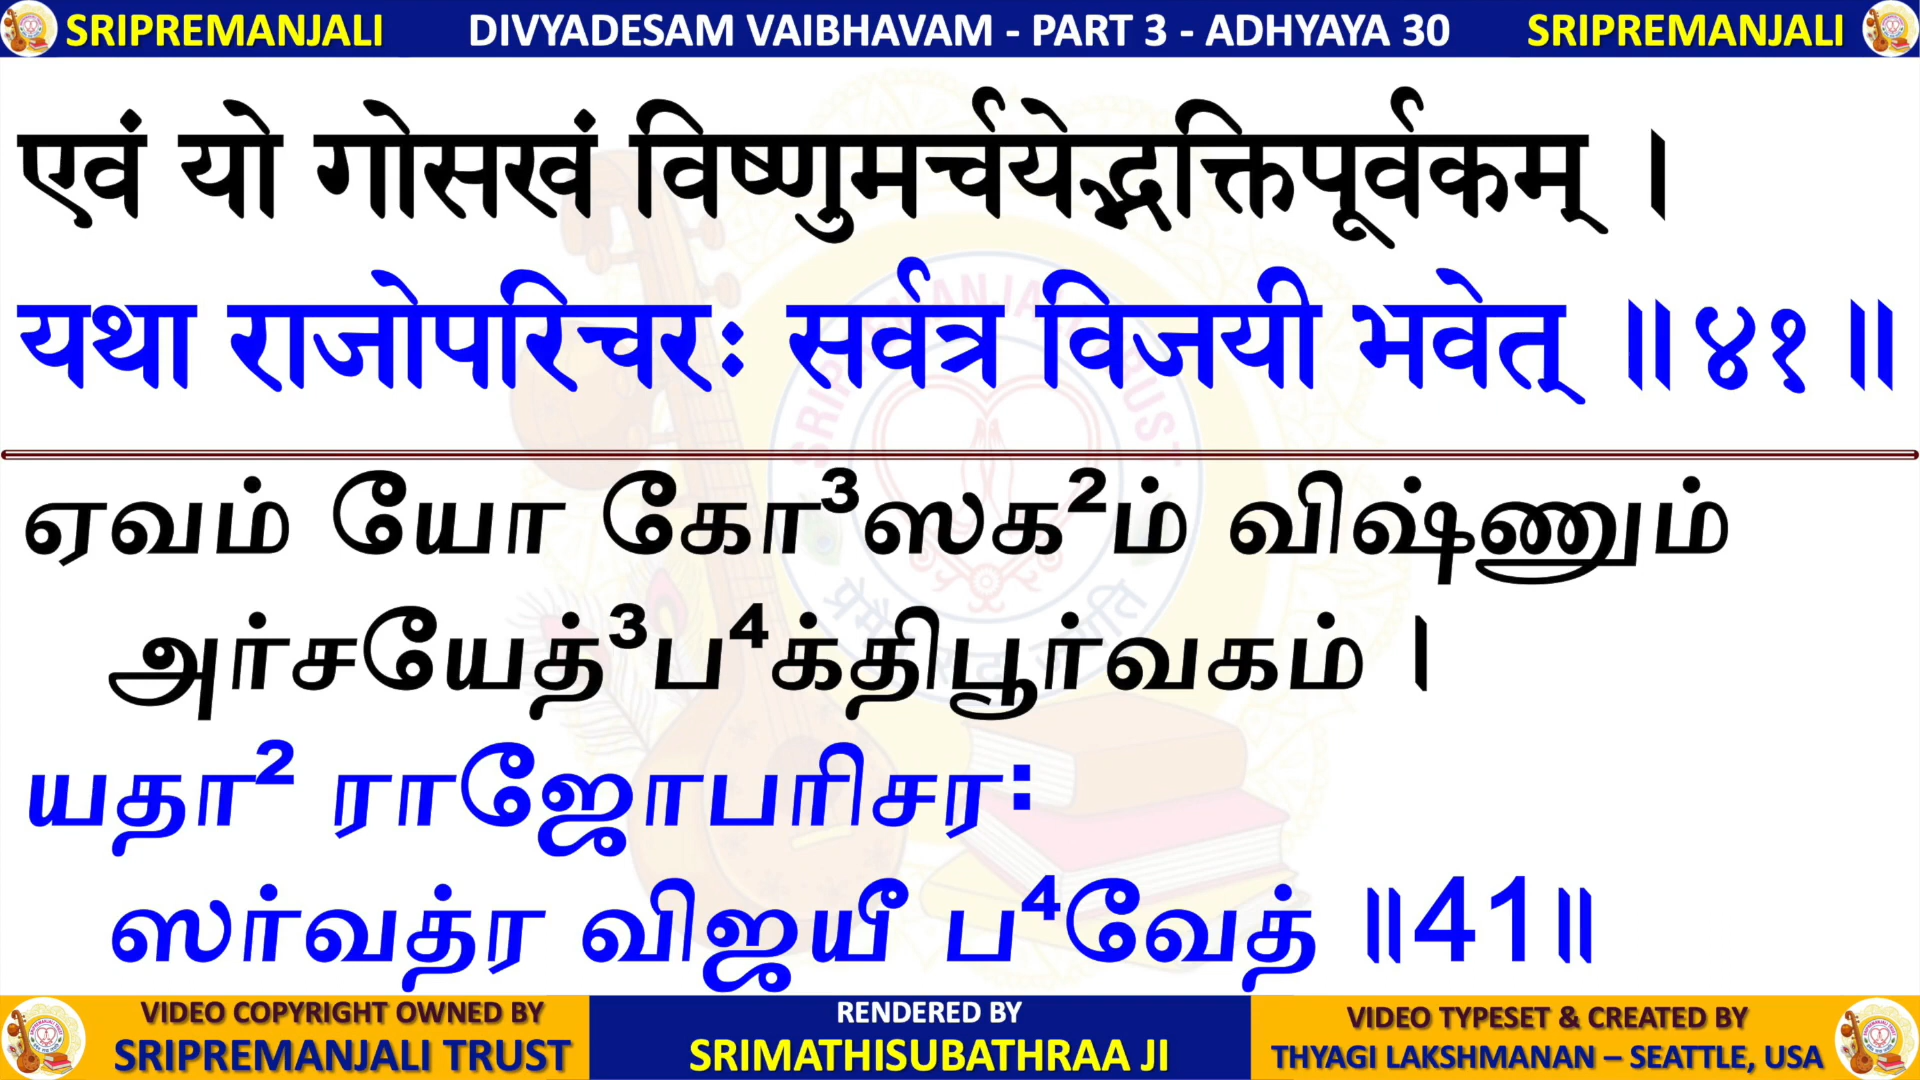 SRIPREMANJALI DIVYADESAM VAIBHAVAM - PART 3 - ADHYAYA 30 SRIPREMANJALI
एवं यो गोसखं विष्णुमर्चयेद्भक्तिपूर्वकम् ।
यथा राजोपरिचरः सर्वत्र विजयी भवेत् ॥४१॥
ஏவம் யோ கோ³ஸக²ம் விஷ்ணும்
அர்சயேத்³ப⁴க்திபூர்வகம் ।
யதா² ராஜோபரிசர:
ஸர்வத்ர விஜயீ ப⁴வேத் ॥41॥
VIDEO COPYRIGHT OWNED BY
SRIPREMANJALI TRUST
RENDERED BY
SRIMATHISUBATHRAA JI
VIDEO TYPESET & CREATED BY
THYAGI LAKSHMANAN – SEATTLE, USA